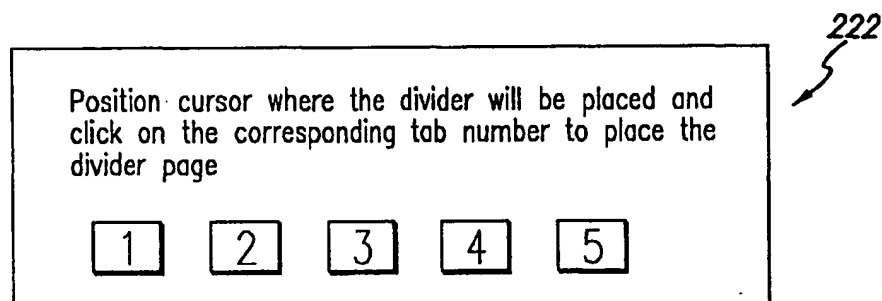 222
Position cursor where the divider will be placed and
click on the corresponding tab number to place the
divider page
1 2 3 4 5